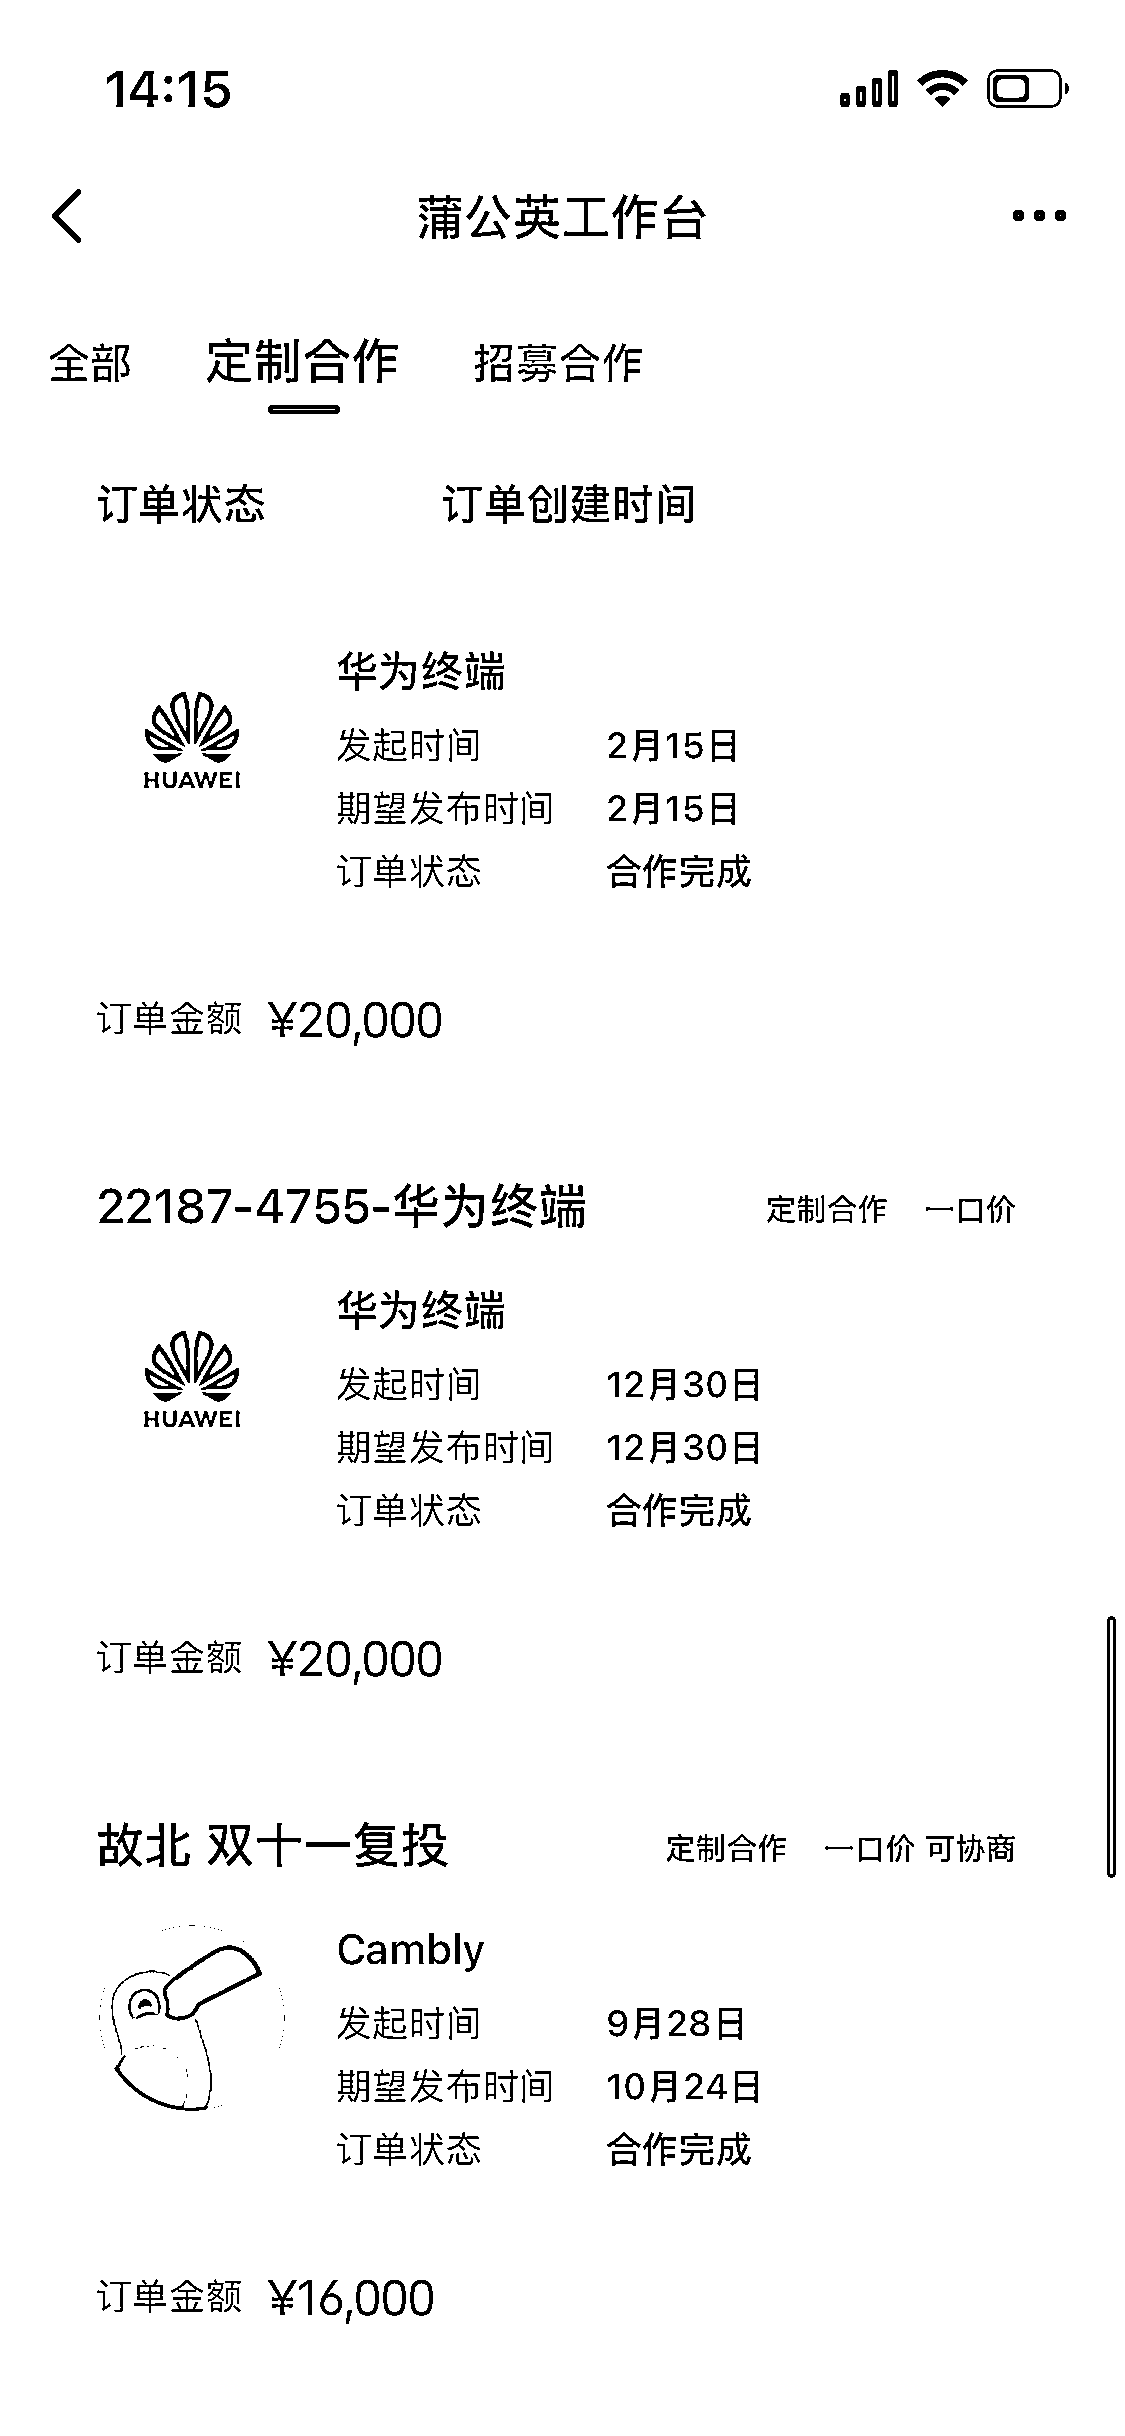 14:15
蒲公英工作台
全部 定制合作 招募合作
订单状态 订单创建时间
华为终端
HUAWEI
发起时间 2月15日
期望发布时间 2月15日
订单状态 合作完成
订单金额 ¥20,000
22187-4755-华为终端 定制合作 一口价
华为终端
HUAWEI
发起时间 12月30日
期望发布时间 12月30日
订单状态 合作完成
订单金额 ¥20,000
故北 双十一复投 定制合作 一口价 可协商
Cambly
发起时间 9月28日
期望发布时间 10月24日
订单状态 合作完成
订单金额 ¥16,000